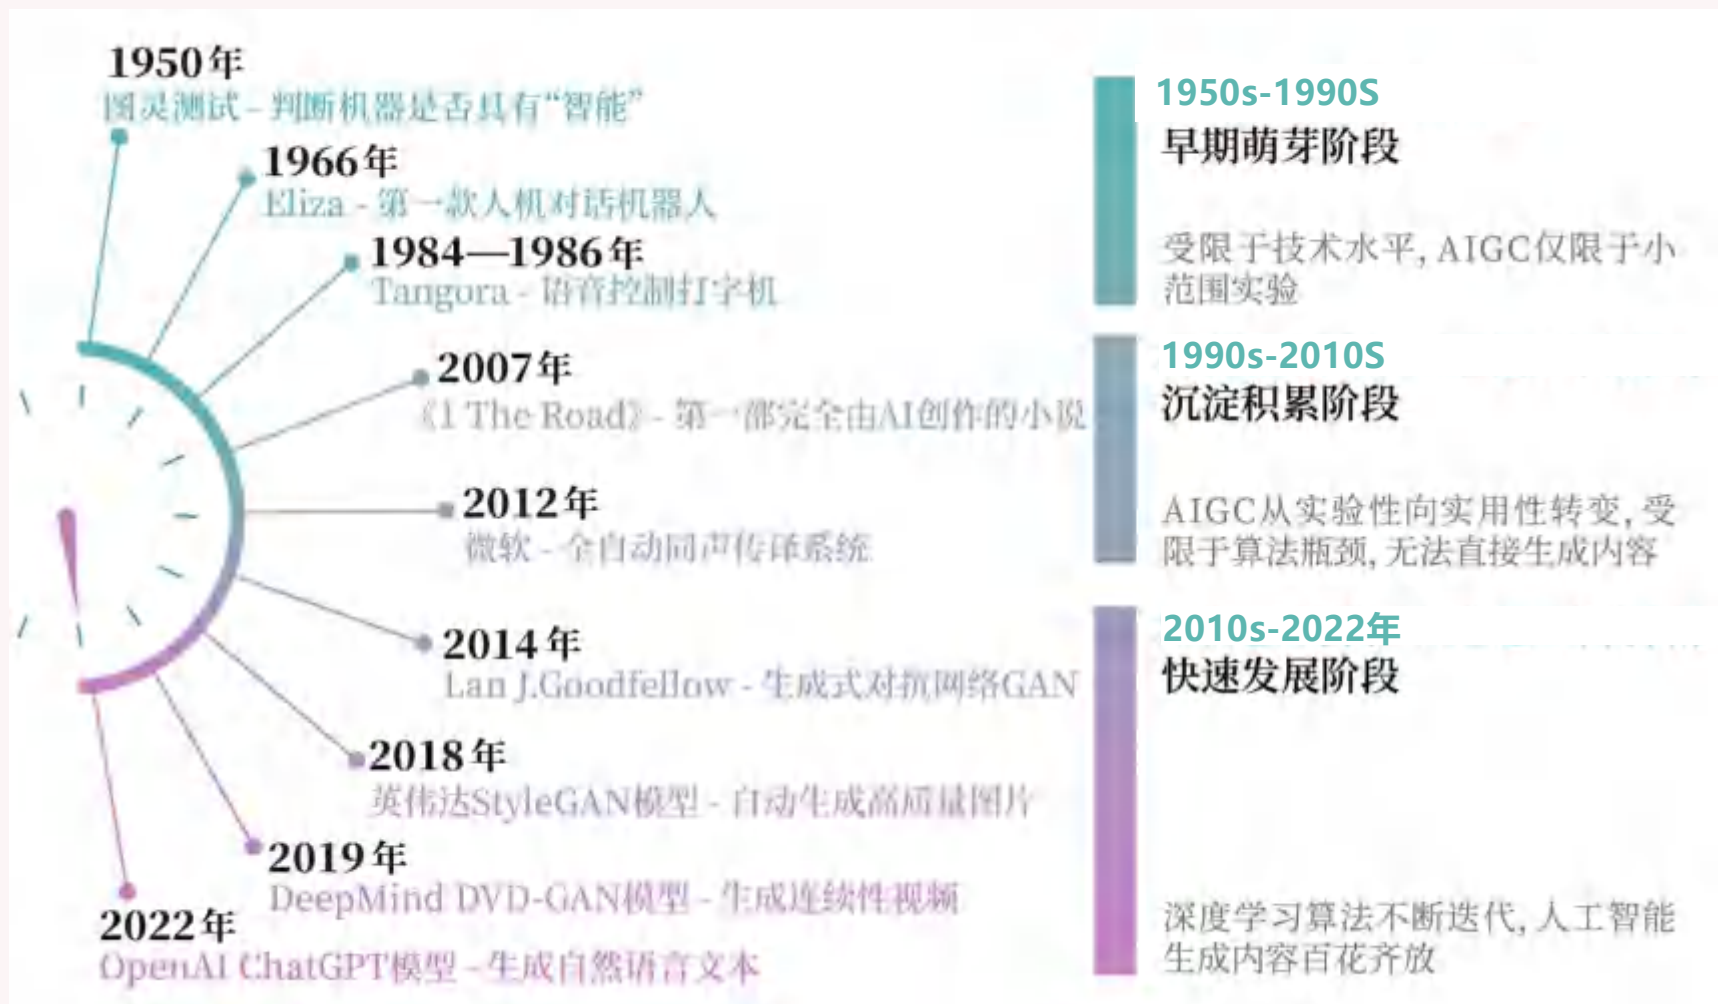 1950年
图灵测试 - 判断机器是否具有“智能”
1966年
Eliza - 第一款人机对话机器人
1984—1986年
Tangora - 语音控制打字机
2007年
《1 The Road》- 第一部完全由AI创作的小说
2012年
微软 - 全自动同声传译系统
2014年
Lan J.Goodfellow - 生成式对抗网络GAN
2018年
英伟达StyleGAN模型 - 自动生成高质量图片
2019年
DeepMind DVD-GAN模型 - 生成连续性视频
2022年
OpenAI ChatGPT模型 - 生成自然语言文本
1950s-1990S
早期萌芽阶段
受限于技术水平, AIGC仅限于小
范围实验
1990s-2010S
沉淀积累阶段
AIGC从实验性向实用性转变, 受
限于算法瓶颈, 无法直接生成内容
2010s-2022年
快速发展阶段
深度学习算法不断迭代, 人工智能
生成内容百花齐放